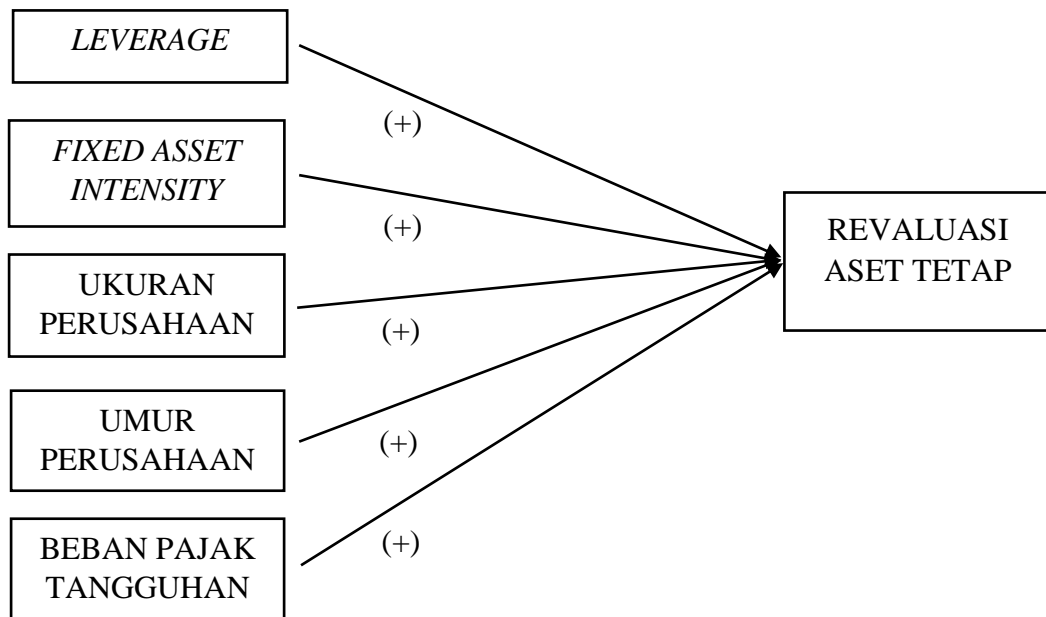 LEVERAGE
(+)
FIXED ASSET
INTENSITY
(+)
UKURAN
PERUSAHAAN
(+)
UMUR
PERUSAHAAN
(+)
BEBAN PAJAK
TANGGUHAN
(+)
REVALUASI
ASET TETAP